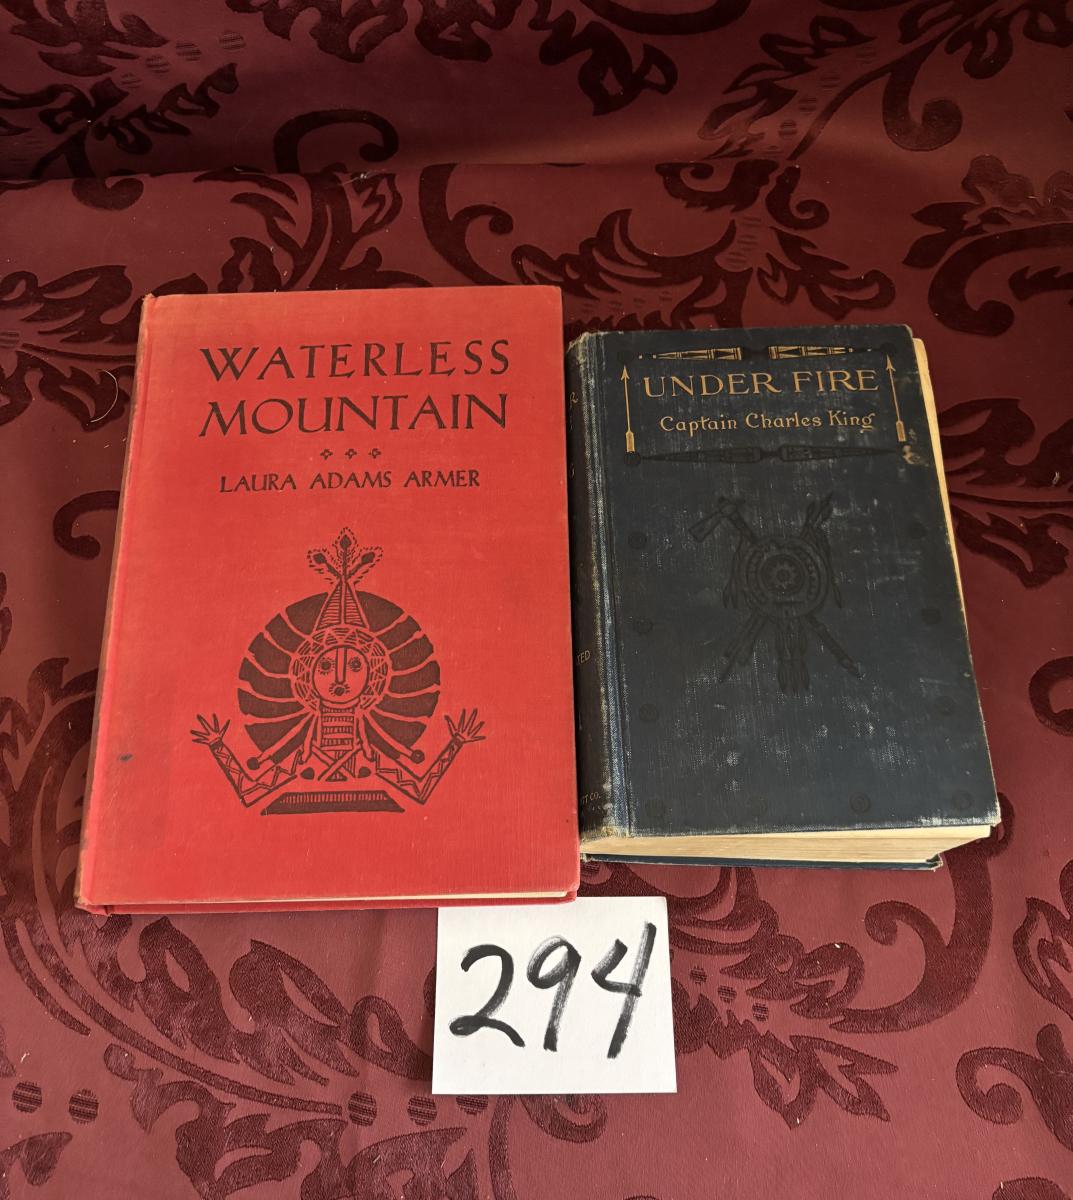 WATERLESS
MOUNTAIN
LAURA ADAMS ARMER
UNDER FIRE
Captain Charles King
294